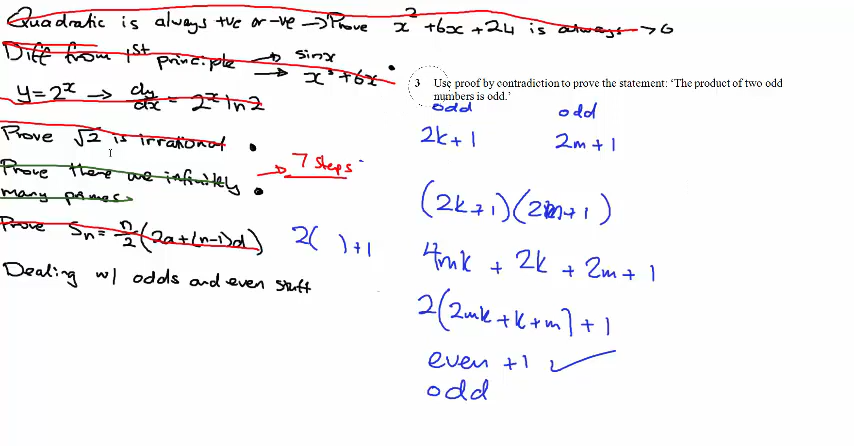 Quadratic is always +ve or -ve → Prove x² + 6x + 24 is always > 0
Diff from 1st principle → sinx
→ x³ + 6x
y = 2ˣ → dy/dx = 2ˣ ln 2
Prove √2 is irrational
→ 7 steps
Prove there are infinitely
many primes
Prove Sn = n/2 (2a + (n-1)d)
2( ) + 1
Dealing w/ odds and even stuff
3 Use proof by contradiction to prove the statement: 'The product of two odd
numbers is odd.'
odd odd
2k + 1 2m + 1
(2k + 1)(2m + 1)
4mk + 2k + 2m + 1
2(2mk + k + m) + 1
even + 1 ✓
odd